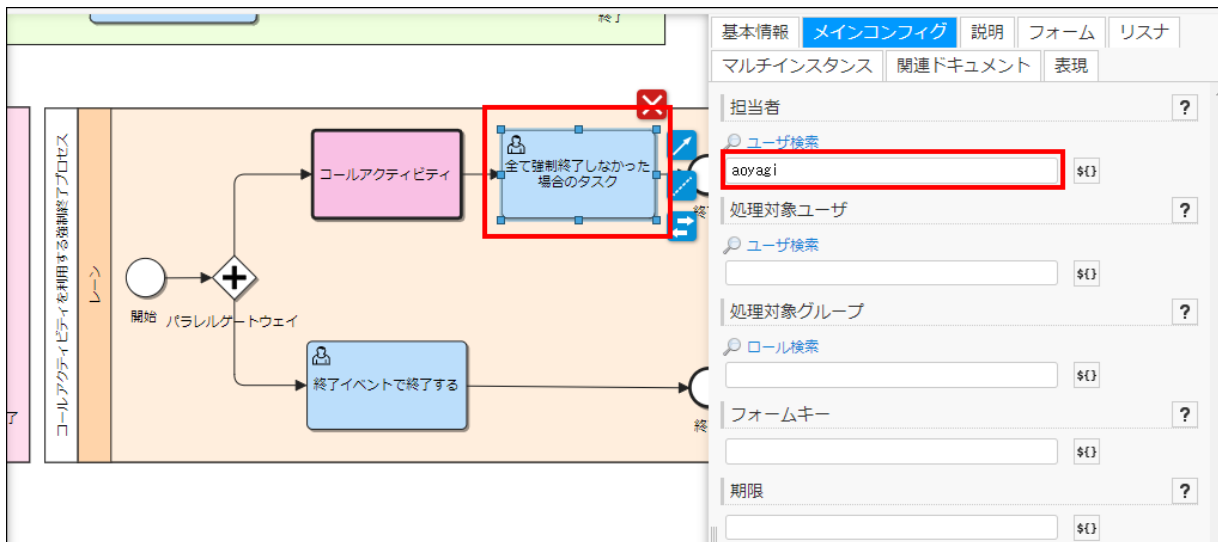 終了
基本情報 メインコンフィグ 説明 フォーム リスナ
マルチインスタンス 関連ドキュメント 表現
担当者 ?
ユーザ検索
aoyagi ${}
処理対象ユーザ ?
ユーザ検索
${}
処理対象グループ ?
ロール検索
${}
フォームキー ?
${}
期限 ?
${}
コールアクティビティを利用する強制終了プロセス
レーン
開始
パラレルゲートウェイ
コールアクティビティ
全て強制終了しなかった
場合のタスク
終了イベントで終了する
終
終
了